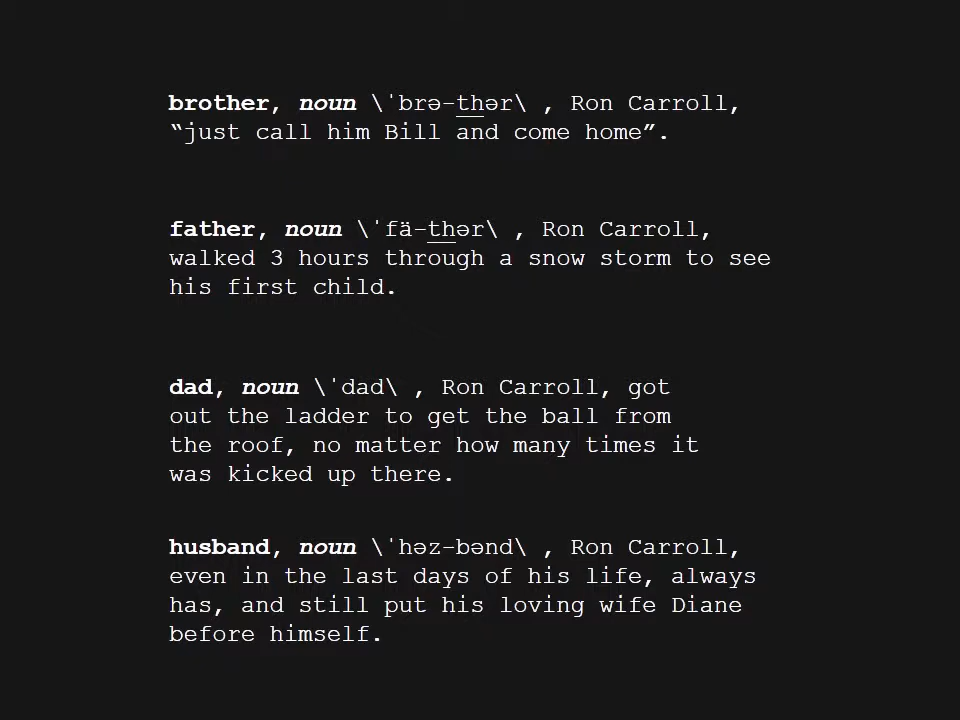 brother, noun \ˈbrə-thər\ , Ron Carroll,
“just call him Bill and come home”.
father, noun \ˈfä-thər\ , Ron Carroll,
walked 3 hours through a snow storm to see
his first child.
dad, noun \ˈdad\ , Ron Carroll, got
out the ladder to get the ball from
the roof, no matter how many times it
was kicked up there.
husband, noun \ˈhəz-bənd\ , Ron Carroll,
even in the last days of his life, always
has, and still put his loving wife Diane
before himself.